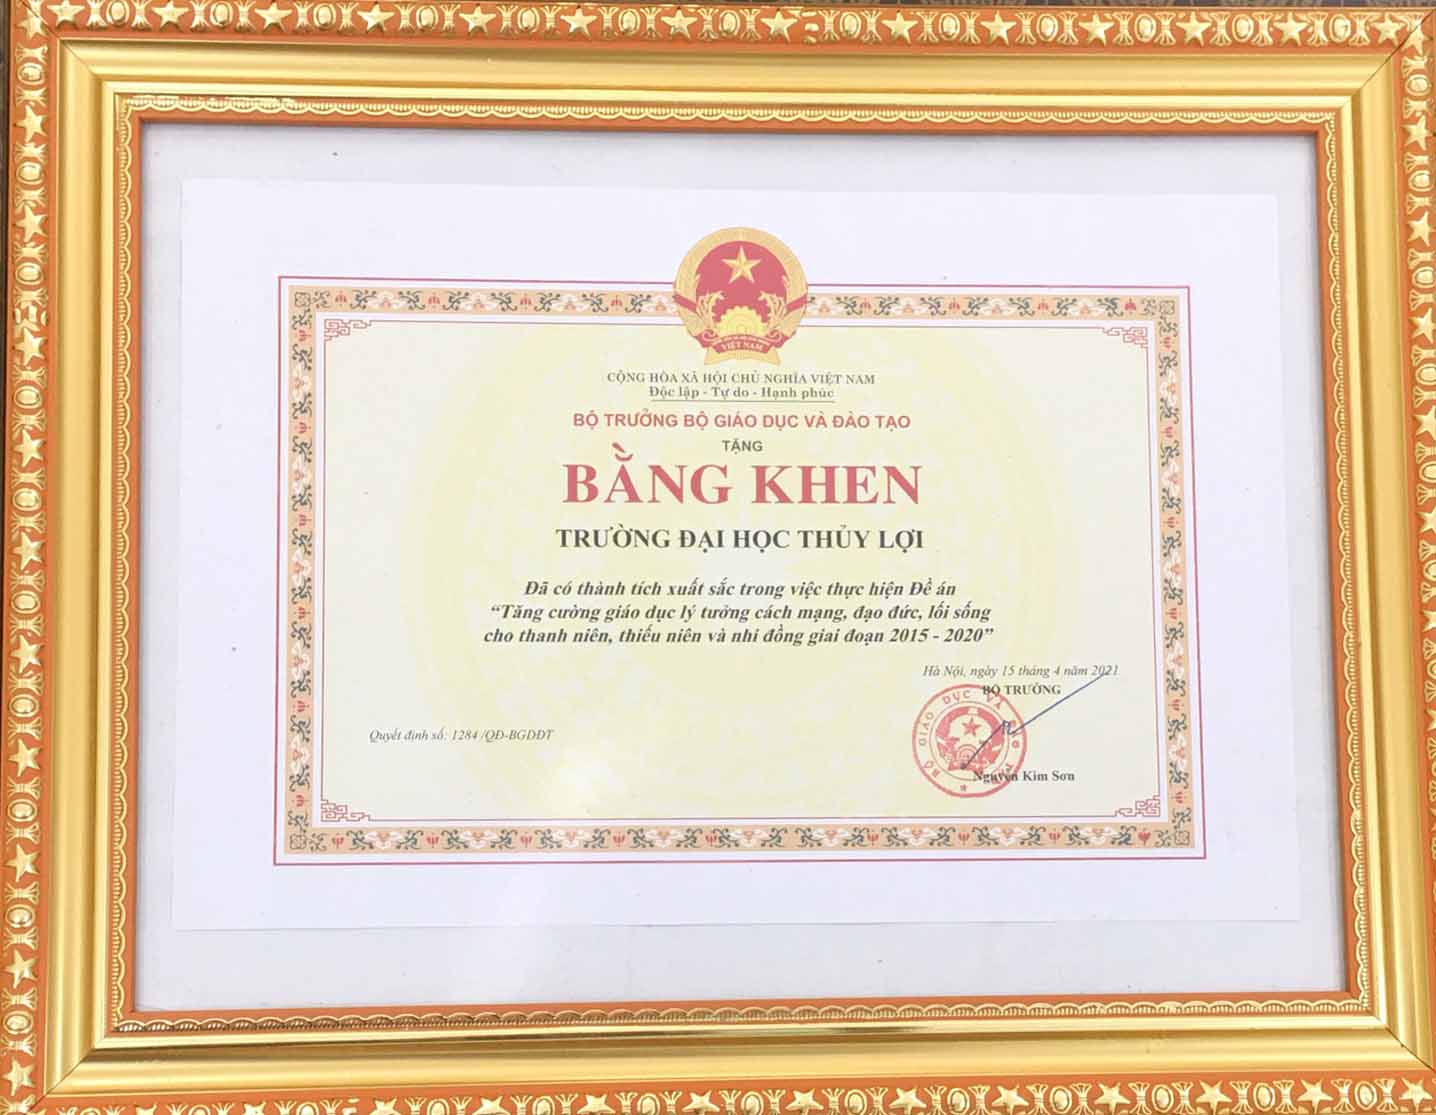 VIỆT NAM
CỘNG HÒA XÃ HỘI CHỦ NGHĨA VIỆT NAM
Độc lập - Tự do - Hạnh phúc
BỘ TRƯỞNG BỘ GIÁO DỤC VÀ ĐÀO TẠO
TẶNG
BẰNG KHEN
TRƯỜNG ĐẠI HỌC THỦY LỢI
Đã có thành tích xuất sắc trong việc thực hiện Đề án
“Tăng cường giáo dục lý tưởng cách mạng, đạo đức, lối sống
cho thanh niên, thiếu niên và nhi đồng giai đoạn 2015 - 2020”
Hà Nội, ngày 15 tháng 4 năm 2021
BỘ TRƯỞNG
BỘ GIÁO DỤC VÀ
Quyết định số: 1284 /QĐ-BGDĐT
Nguyễn Kim Sơn